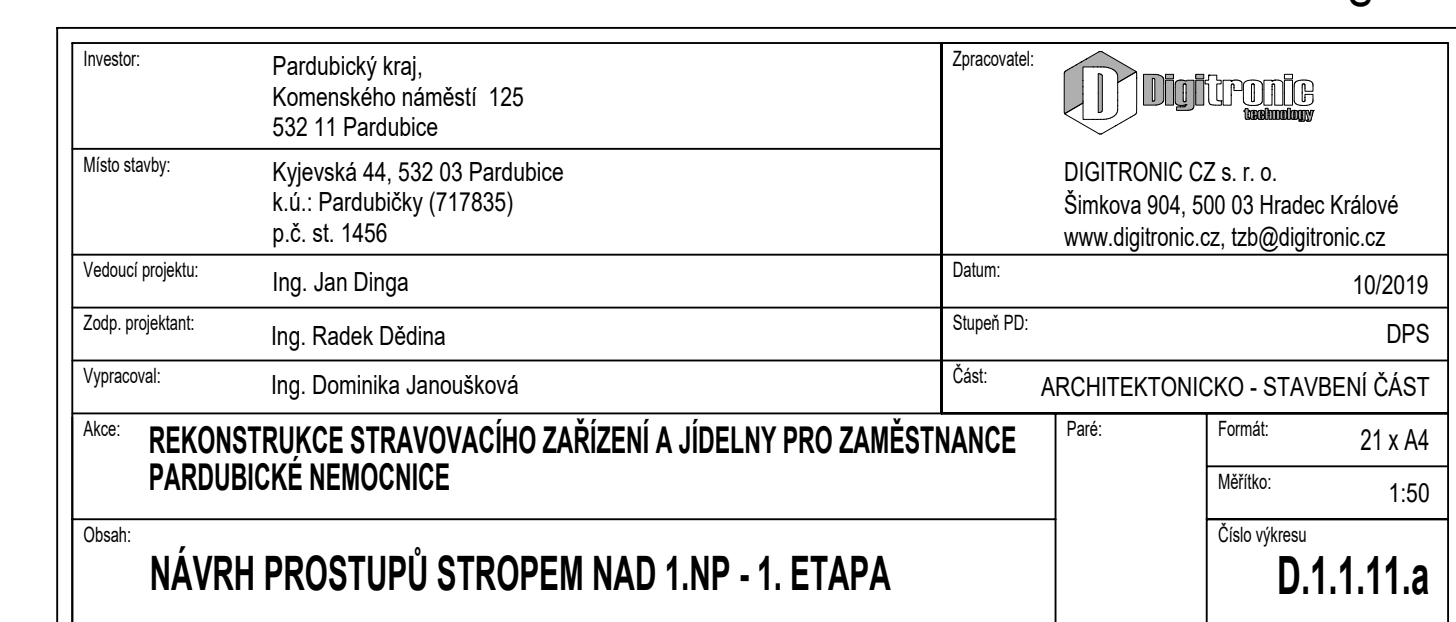 Investor:
Pardubický kraj,
Komenského náměstí 125
532 11 Pardubice
Zpracovatel:
D Digitronic
technology
DIGITRONIC CZ s. r. o.
Šimkova 904, 500 03 Hradec Králové
www.digitronic.cz, tzb@digitronic.cz
Místo stavby:
Kyjevská 44, 532 03 Pardubice
k.ú.: Pardubičky (717835)
p.č. st. 1456
Vedoucí projektu:
Ing. Jan Dinga
Datum:
10/2019
Zodp. projektant:
Ing. Radek Dědina
Stupeň PD:
DPS
Vypracoval:
Ing. Dominika Janoušková
Část:
ARCHITEKTONICKO - STAVBENÍ ČÁST
Akce:
REKONSTRUKCE STRAVOVACÍHO ZAŘÍZENÍ A JÍDELNY PRO ZAMĚSTNANCE
PARDUBICKÉ NEMOCNICE
Paré:
Formát:
21 x A4
Měřítko:
1:50
Obsah:
NÁVRH PROSTUPŮ STROPEM NAD 1.NP - 1. ETAPA
Číslo výkresu
D.1.1.11.a